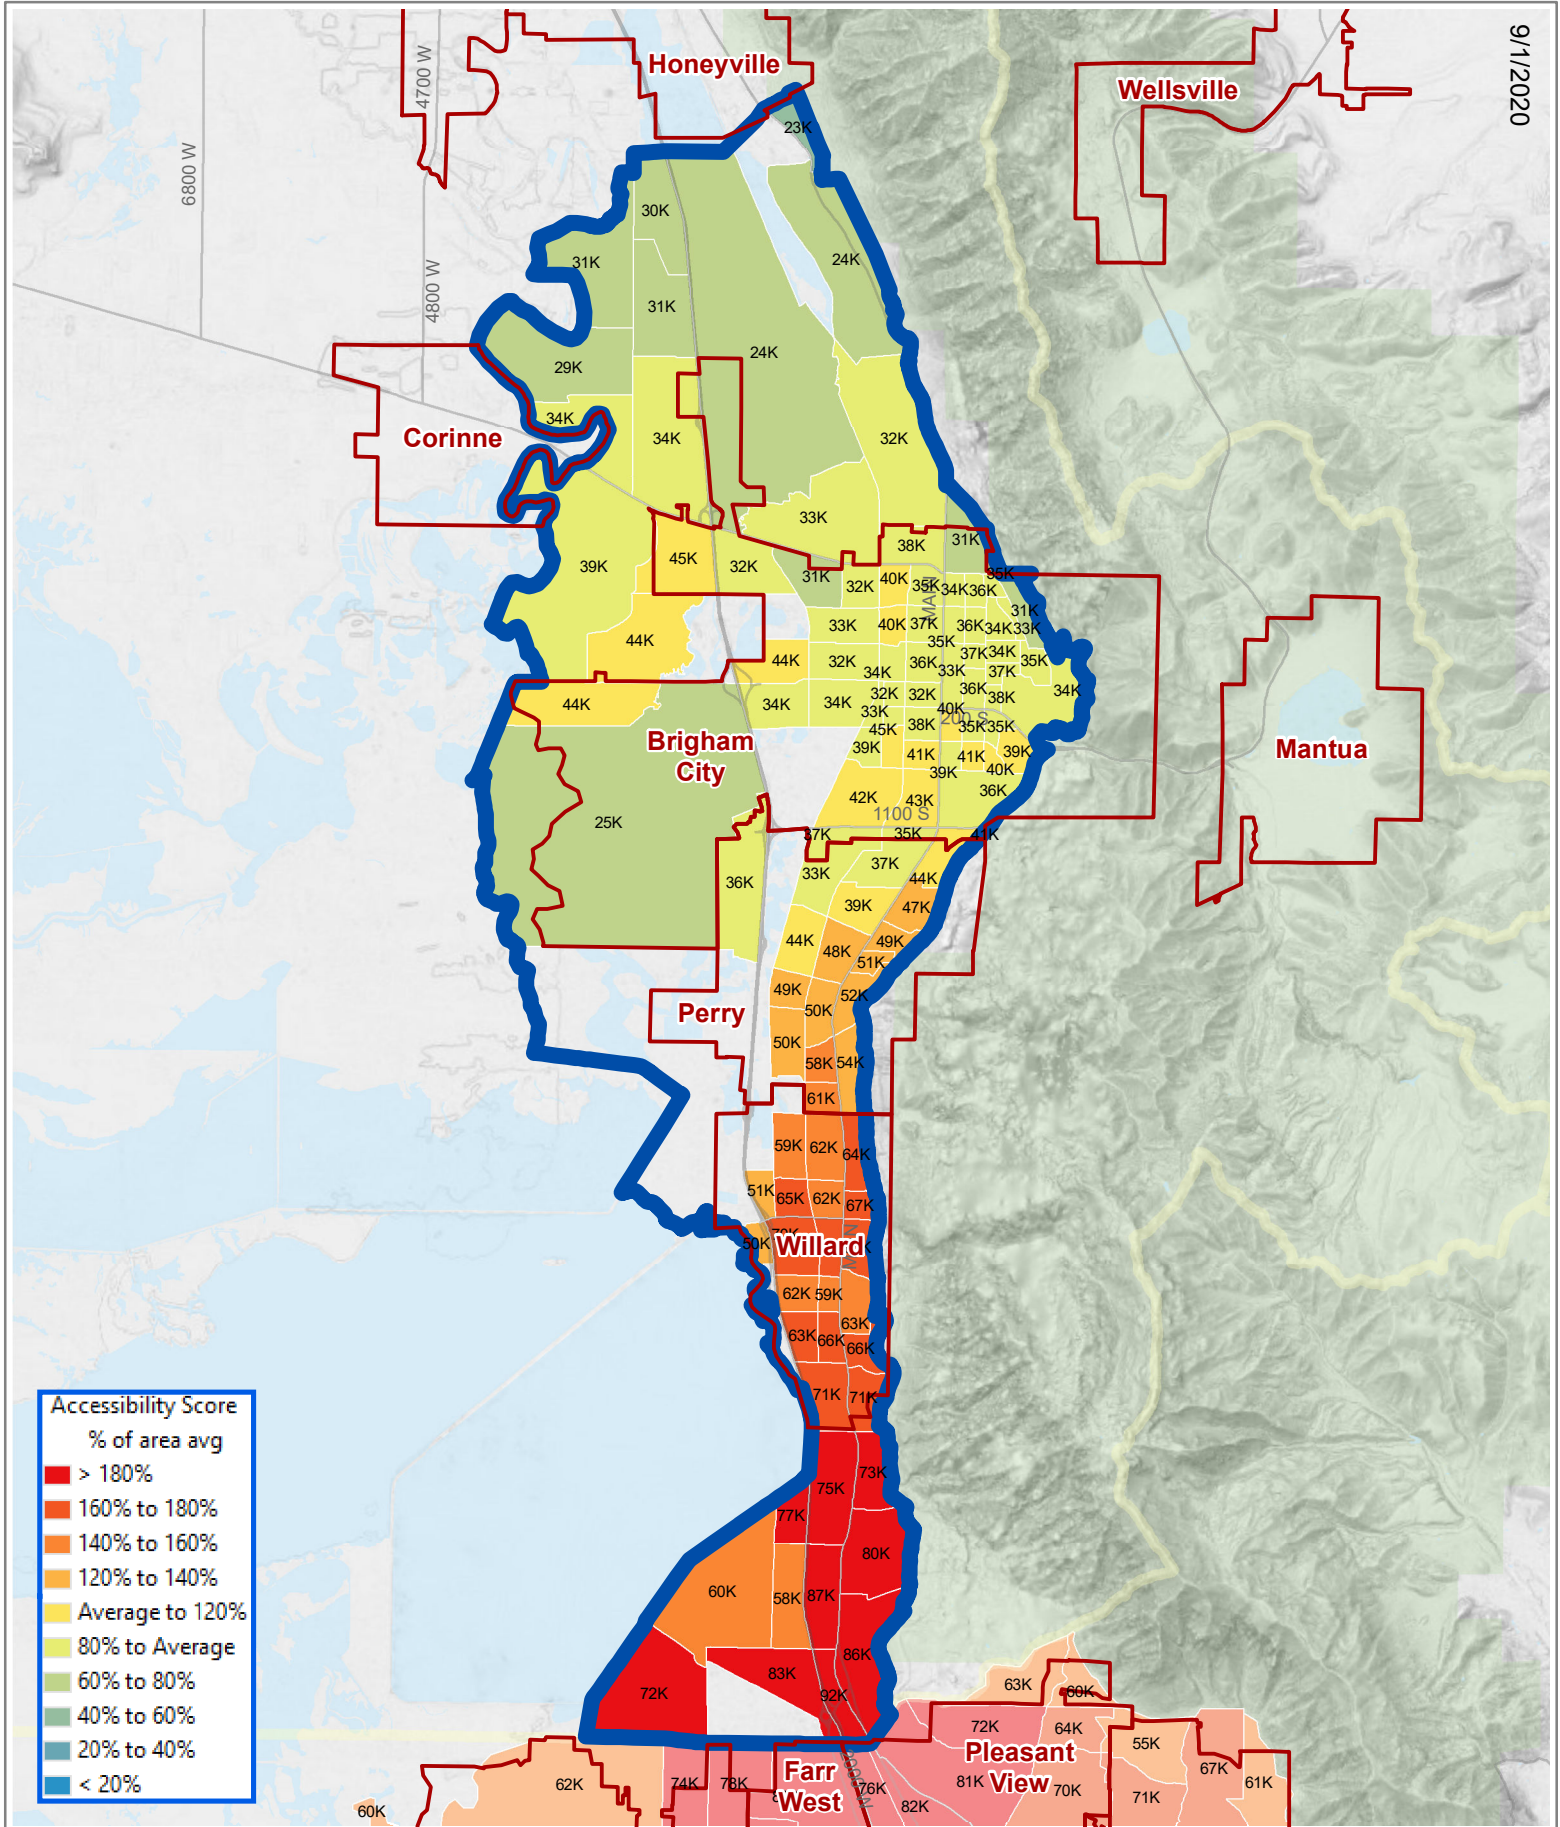 9/1/2020
Honeyville
Wellsville
4700 W
6800 W
4800 W
23K
30K
24K
31K
31K
24K
29K
34K
34K
32K
Corinne
33K
38K
31K
39K
45K
32K
31K
32K
40K
35K
34K
36K
35K
MAIN
31K
33K
40K
37K
36K
34K
33K
35K
44K
44K
32K
34K
36K
33K
37K
34K
37K
35K
44K
34K
34K
32K
32K
36K
38K
34K
33K
40K
200 S
45K
38K
35K
35K
Brigham
City
39K
41K
41K
39K
39K
40K
Mantua
25K
42K
43K
36K
1100 S
37K
35K
41K
36K
33K
37K
44K
39K
47K
44K
48K
49K
51K
49K
50K
52K
Perry
50K
58K
54K
61K
59K
62K
64K
51K
65K
62K
67K
50K
Willard
MAIN
62K
59K
63K
63K
66K
66K
71K
71K
75K
73K
77K
80K
60K
58K
87K
86K
83K
72K
92K
63K
60K
72K
64K
55K
Pleasant
View
67K
61K
81K
70K
71K
62K
74K
78K
Farr
West
76K
82K
60K
Accessibility Score
% of area avg
> 180%
160% to 180%
140% to 160%
120% to 140%
Average to 120%
80% to Average
60% to 80%
40% to 60%
20% to 40%
< 20%